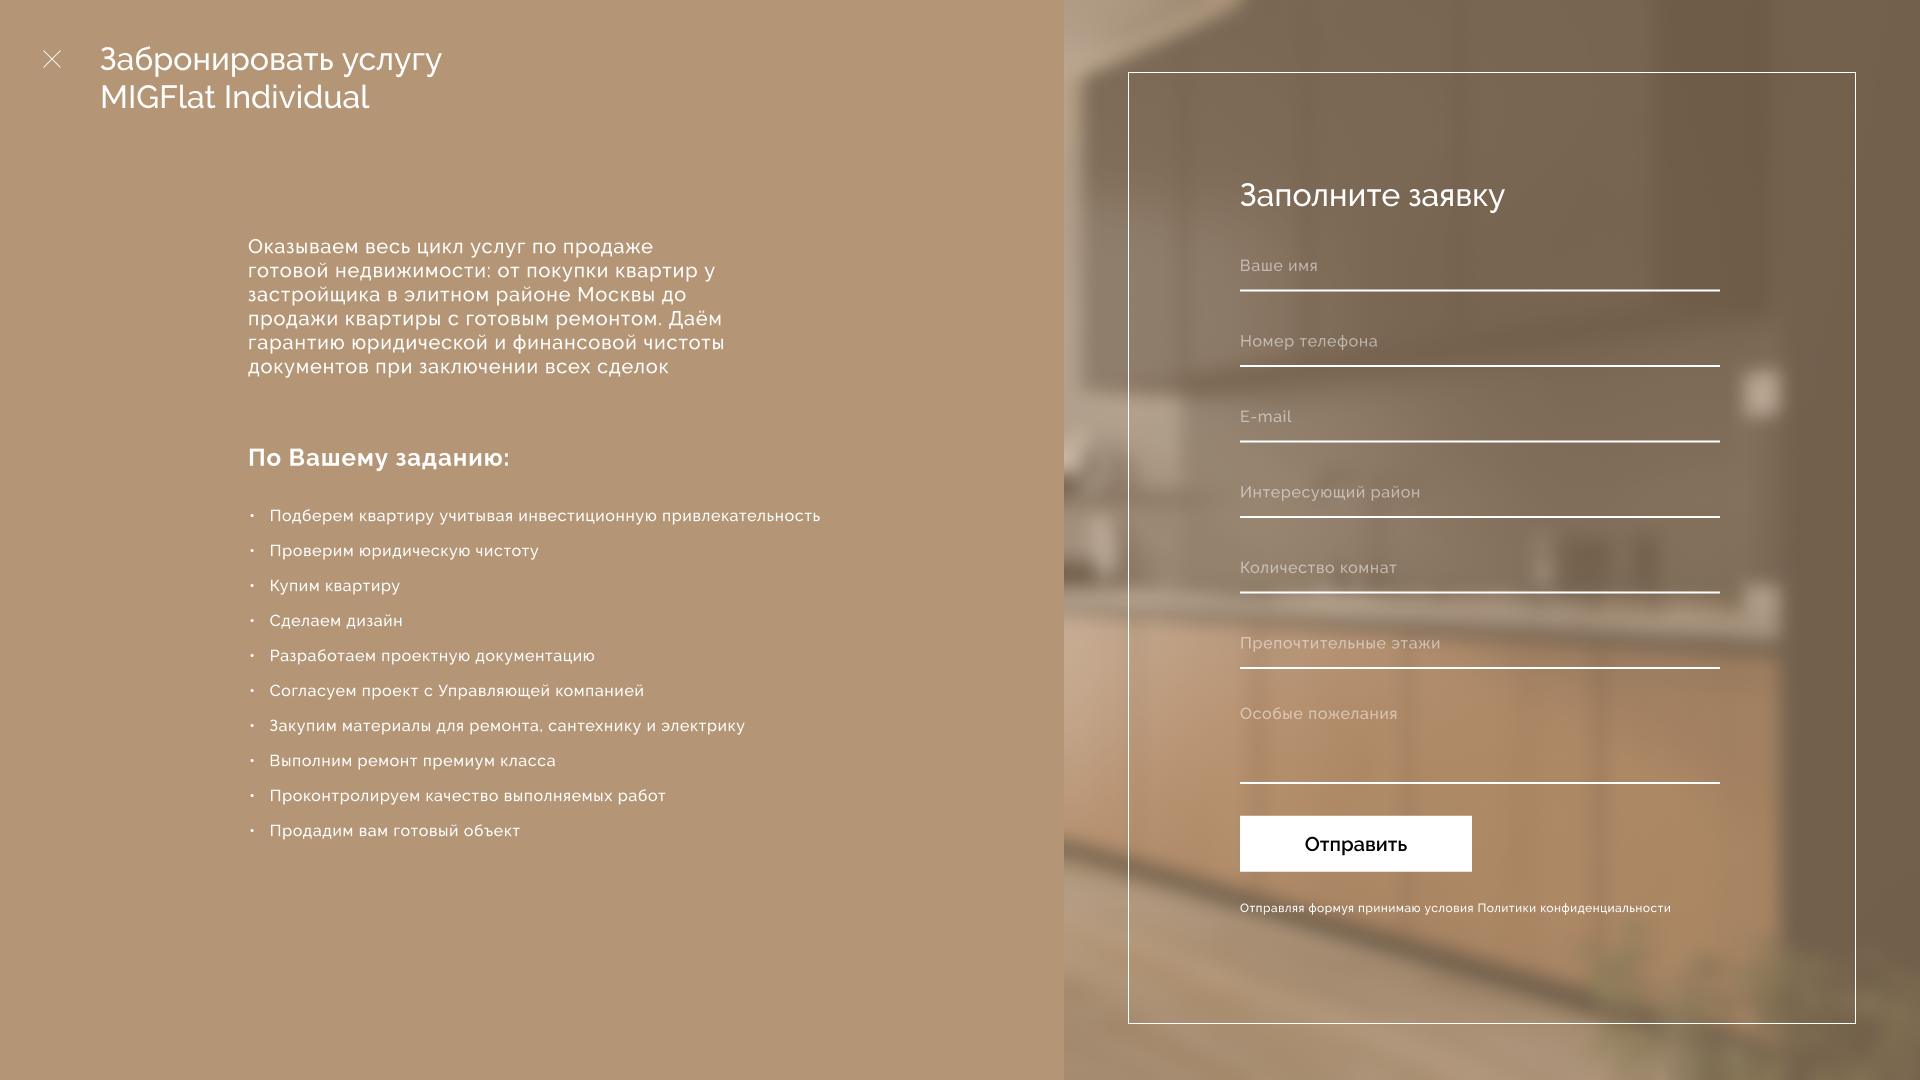 Забронировать услугу
MIGFlat Individual
Оказываем весь цикл услуг по продаже
готовой недвижимости: от покупки квартир у
застройщика в элитном районе Москвы до
продажи квартиры с готовым ремонтом. Даём
гарантию юридической и финансовой чистоты
документов при заключении всех сделок
По Вашему заданию:
• Подберем квартиру учитывая инвестиционную привлекательность
• Проверим юридическую чистоту
• Купим квартиру
• Сделаем дизайн
• Разработаем проектную документацию
• Согласуем проект с Управляющей компанией
• Закупим материалы для ремонта, сантехнику и электрику
• Выполним ремонт премиум класса
• Проконтролируем качество выполняемых работ
• Продадим вам готовый объект
Заполните заявку
Ваше имя
Номер телефона
E-mail
Интересующий район
Количество комнат
Препочтительные этажи
Особые пожелания
Отправить
Отправляя формуя принимаю условия Политики конфиденциальности